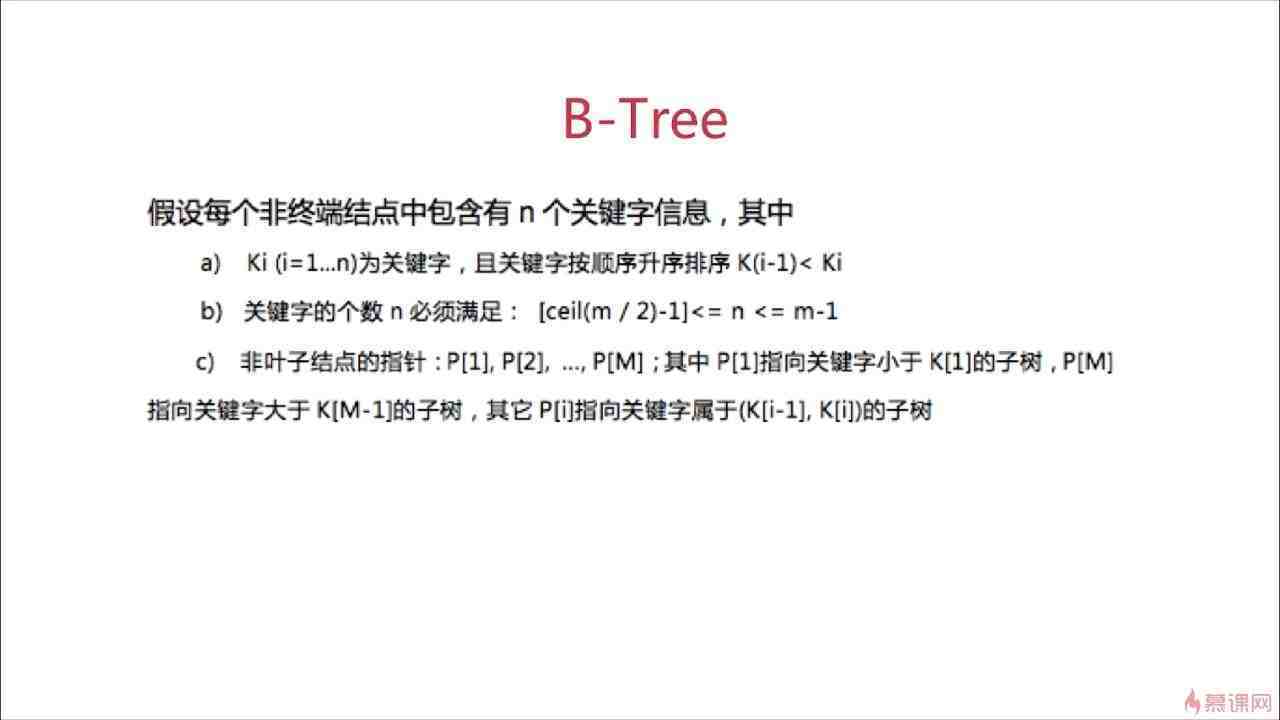 B-Tree
假设每个非终端结点中包含有 n 个关键字信息，其中
a) Ki (i=1...n)为关键字，且关键字按顺序升序排序 K(i-1)< Ki
b) 关键字的个数 n 必须满足： [ceil(m / 2)-1]<= n <= m-1
c) 非叶子结点的指针：P[1], P[2], ..., P[M]；其中 P[1]指向关键字小于 K[1]的子树，P[M]
指向关键字大于 K[M-1]的子树，其它 P[i]指向关键字属于(K[i-1], K[i])的子树
慕课网